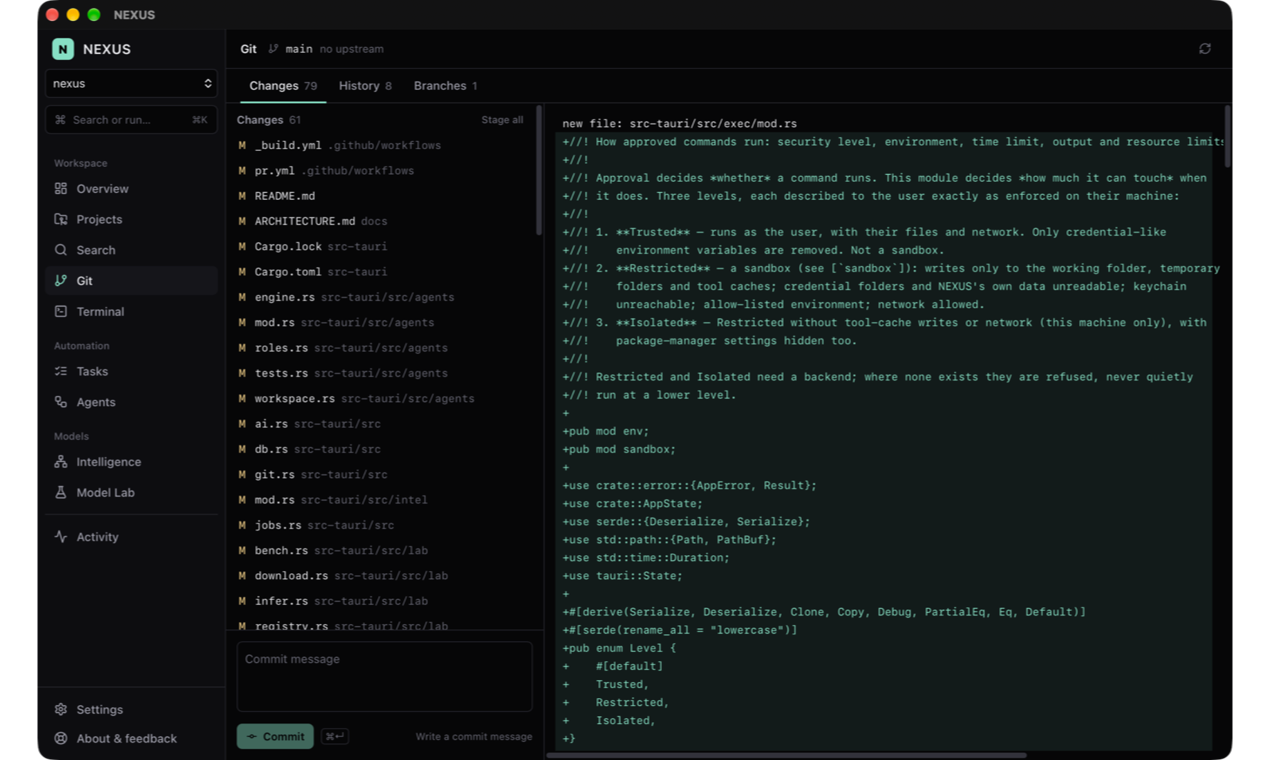 NEXUS
N NEXUS
nexus
⌘ Search or run... ⌘K
Workspace
Overview
Projects
Search
Git
Terminal
Automation
Tasks
Agents
Models
Intelligence
Model Lab
Activity
Settings
About & feedback
Git main no upstream
Changes 79 History 8 Branches 1
Changes 61 Stage all
M _build.yml .github/workflows
M pr.yml .github/workflows
M README.md
M ARCHITECTURE.md docs
M Cargo.lock src-tauri
M Cargo.toml src-tauri
M engine.rs src-tauri/src/agents
M mod.rs src-tauri/src/agents
M roles.rs src-tauri/src/agents
M tests.rs src-tauri/src/agents
M workspace.rs src-tauri/src/agents
M ai.rs src-tauri/src
M db.rs src-tauri/src
M git.rs src-tauri/src
M mod.rs src-tauri/src/intel
M jobs.rs src-tauri/src
M bench.rs src-tauri/src/lab
M download.rs src-tauri/src/lab
M infer.rs src-tauri/src/lab
M registry.rs src-tauri/src/lab
Commit message
Commit ⌘↵ Write a commit message
new file: src-tauri/src/exec/mod.rs
+//! How approved commands run: security level, environment, time limit, output and resource limits
+//!
+//! Approval decides *whether* a command runs. This module decides *how much it can touch* when
+//! it does. Three levels, each described to the user exactly as enforced on their machine:
+//!
+//! 1. **Trusted** — runs as the user, with their files and network. Only credential-like
+//!    environment variables are removed. Not a sandbox.
+//! 2. **Restricted** — a sandbox (see [`sandbox`]): writes only to the working folder, temporary
+//!    folders and tool caches; credential folders and NEXUS's own data unreadable; keychain
+//!    unreachable; allow-listed environment; network allowed.
+//! 3. **Isolated** — Restricted without tool-cache writes or network (this machine only), with
+//!    package-manager settings hidden too.
+//!
+//! Restricted and Isolated need a backend; where none exists they are refused, never quietly
+//! run at a lower level.
+
+pub mod env;
+pub mod sandbox;
+
+use crate::error::{AppError, Result};
+use crate::AppState;
+use serde::{Deserialize, Serialize};
+use std::path::{Path, PathBuf};
+use std::time::Duration;
+use tauri::State;
+
+#[derive(Serialize, Deserialize, Clone, Copy, Debug, PartialEq, Eq, Default)]
+#[serde(rename_all = "lowercase")]
+pub enum Level {
+    #[default]
+    Trusted,
+    Restricted,
+    Isolated,
+}